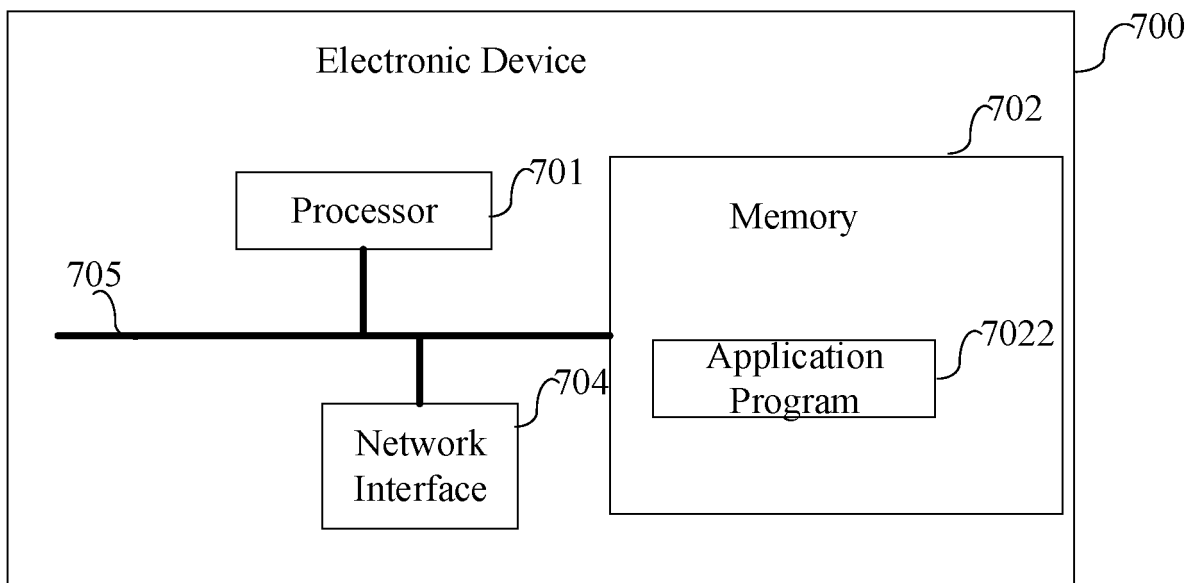 700
Electronic Device
702
701
Processor
Memory
705
7022
Application
Program
704
Network
Interface